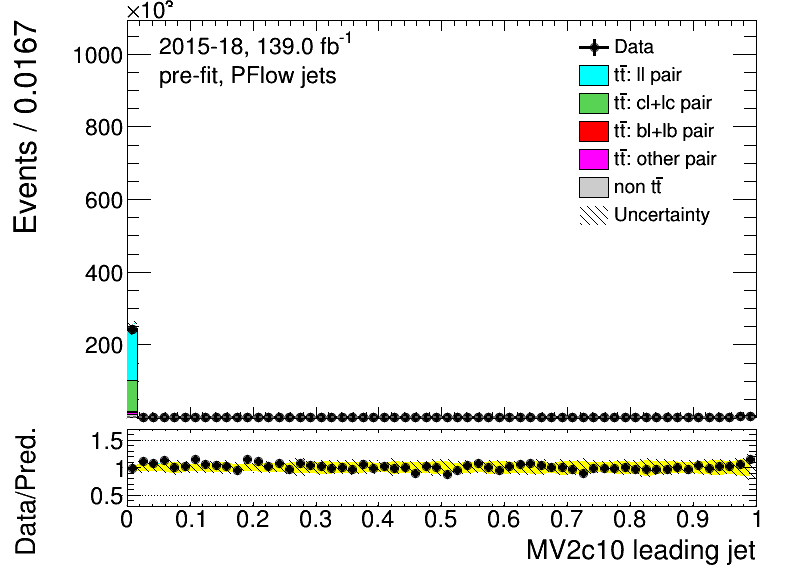 ×10³
2015-18, 139.0 fb⁻¹
pre-fit, PFlow jets
Data
tt̄: ll pair
tt̄: cl+lc pair
tt̄: bl+lb pair
tt̄: other pair
non tt̄
Uncertainty
Events / 0.0167
1000
800
600
400
200
Data/Pred.
1.5
1
0.5
0 0.1 0.2 0.3 0.4 0.5 0.6 0.7 0.8 0.9 1
MV2c10 leading jet